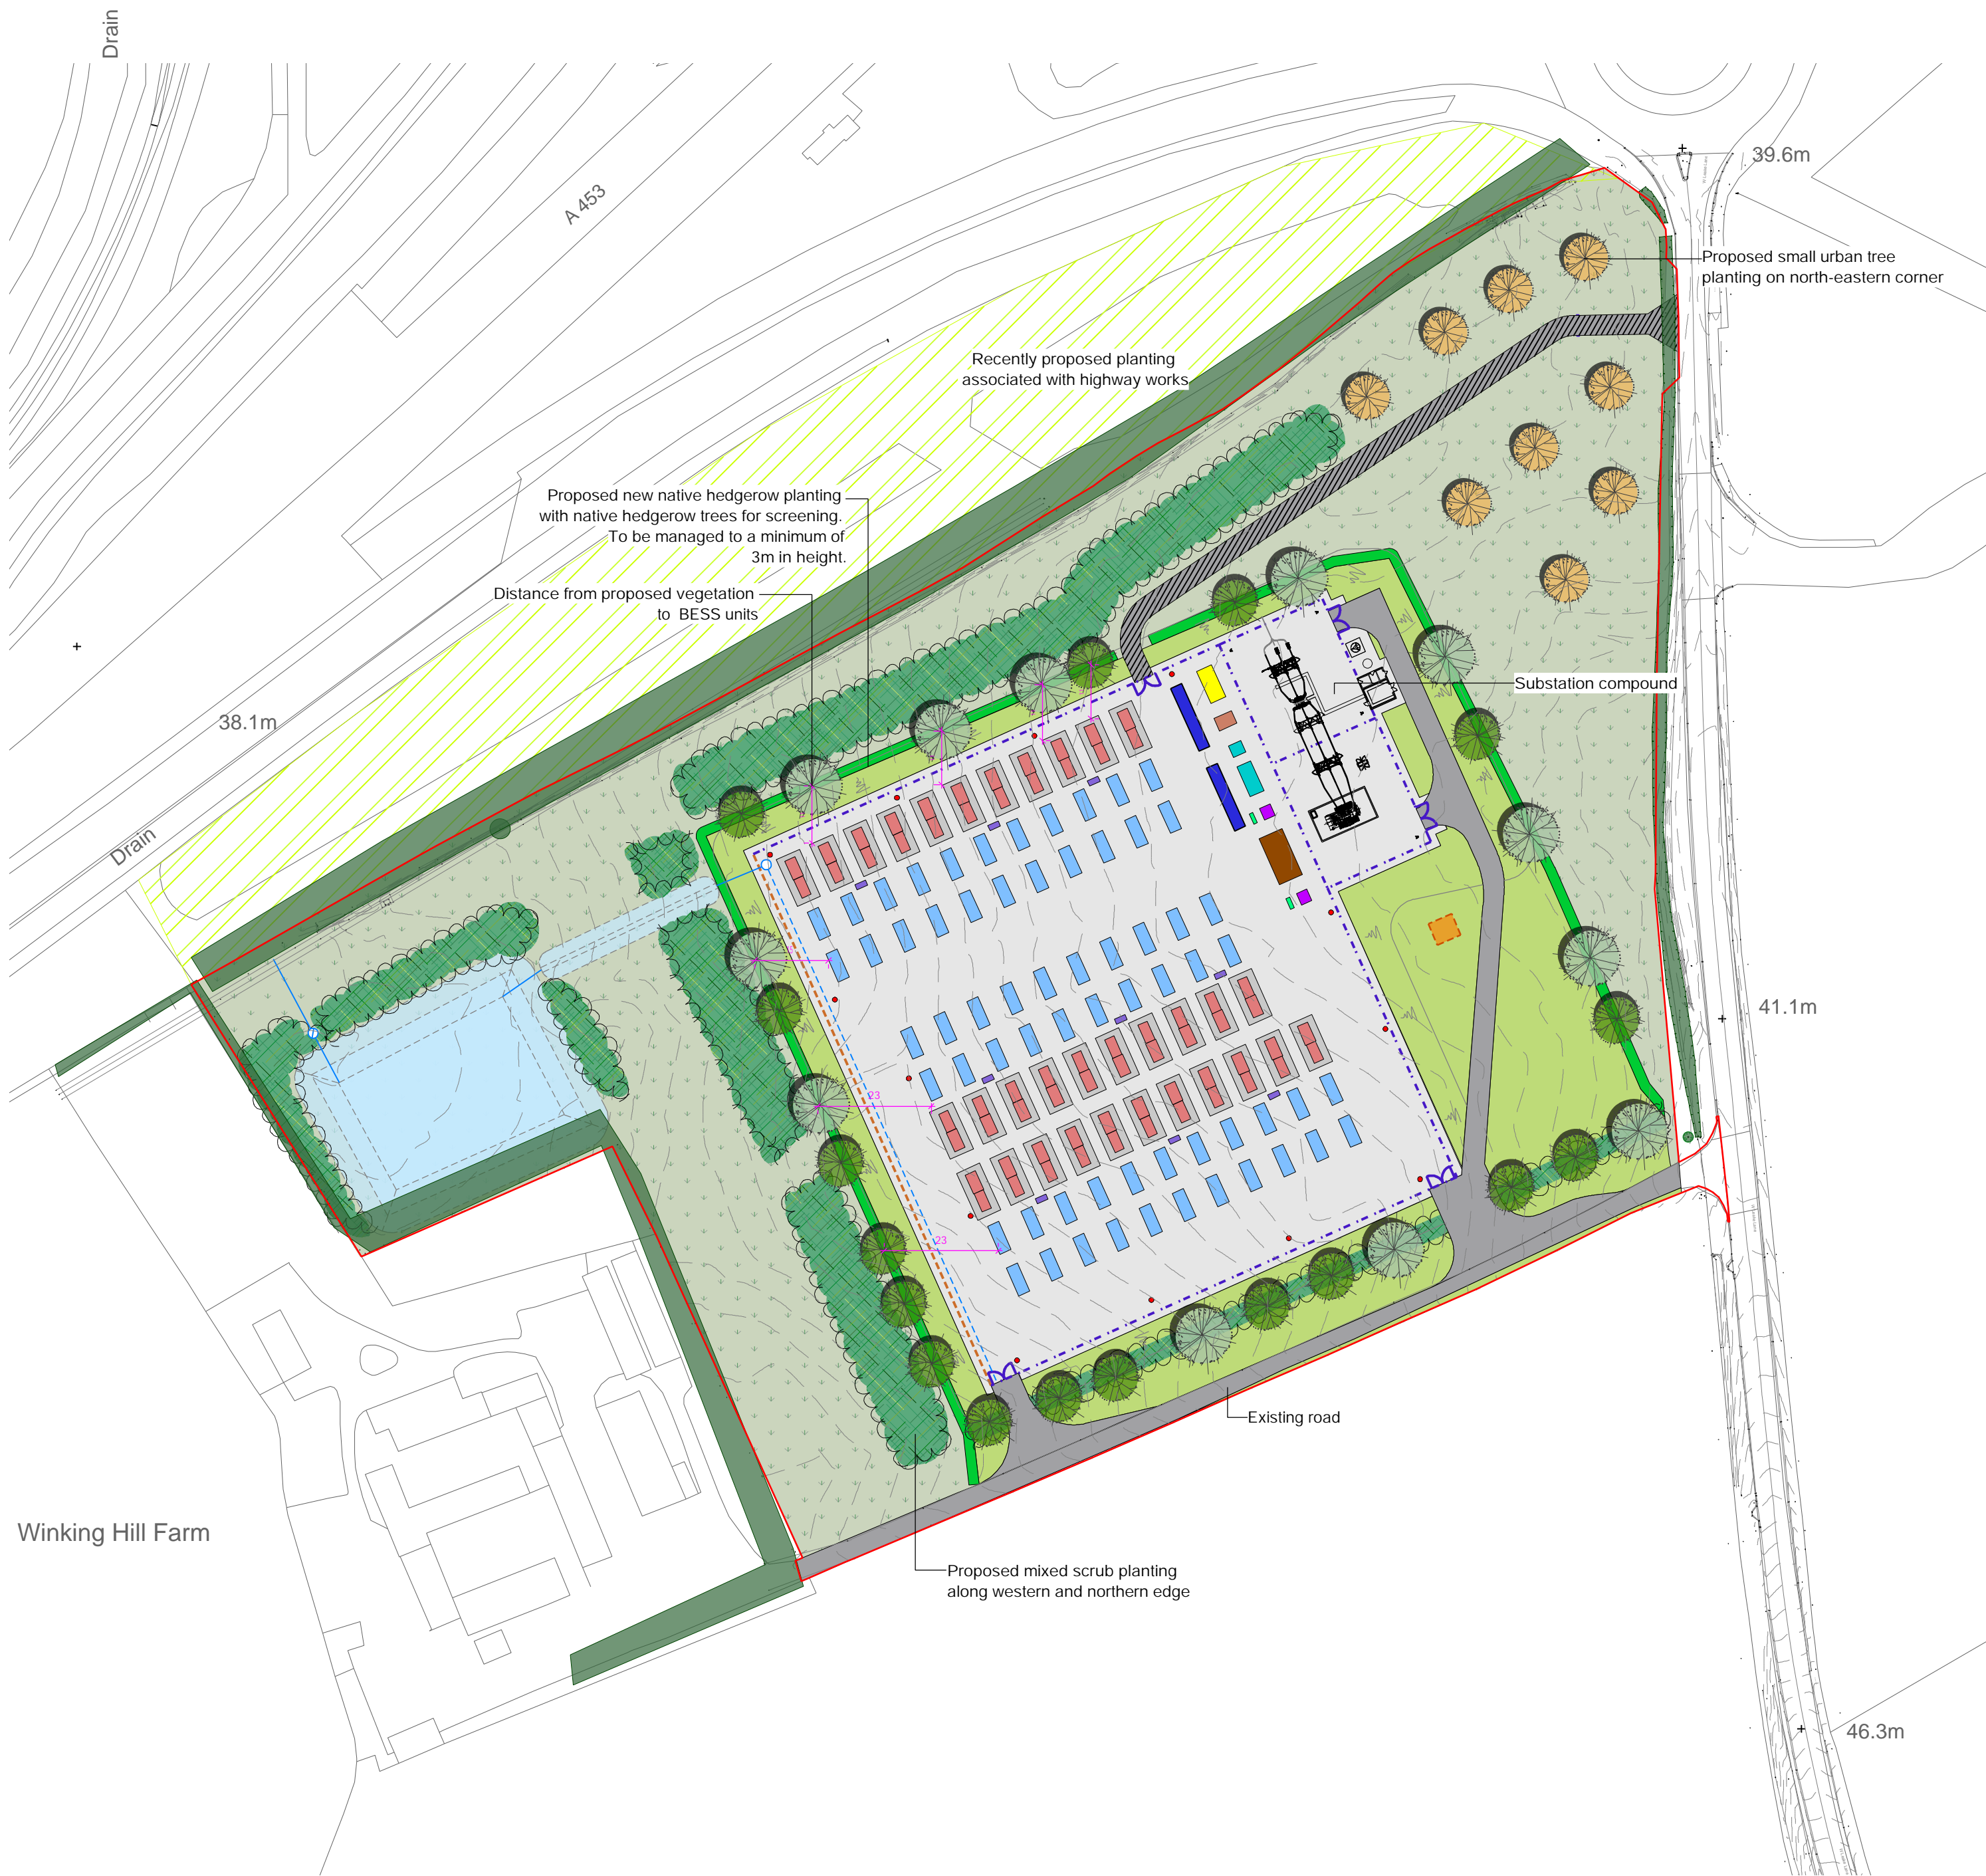 Drain
39.6m
A 453
Proposed small urban tree
planting on north-eastern corner
Recently proposed planting
associated with highway works
Proposed new native hedgerow planting
with native hedgerow trees for screening.
To be managed to a minimum of
3m in height.
Distance from proposed vegetation
to BESS units
Substation compound
38.1m
Drain
41.1m
23
23
Existing road
Winking Hill Farm
Proposed mixed scrub planting
along western and northern edge
46.3m